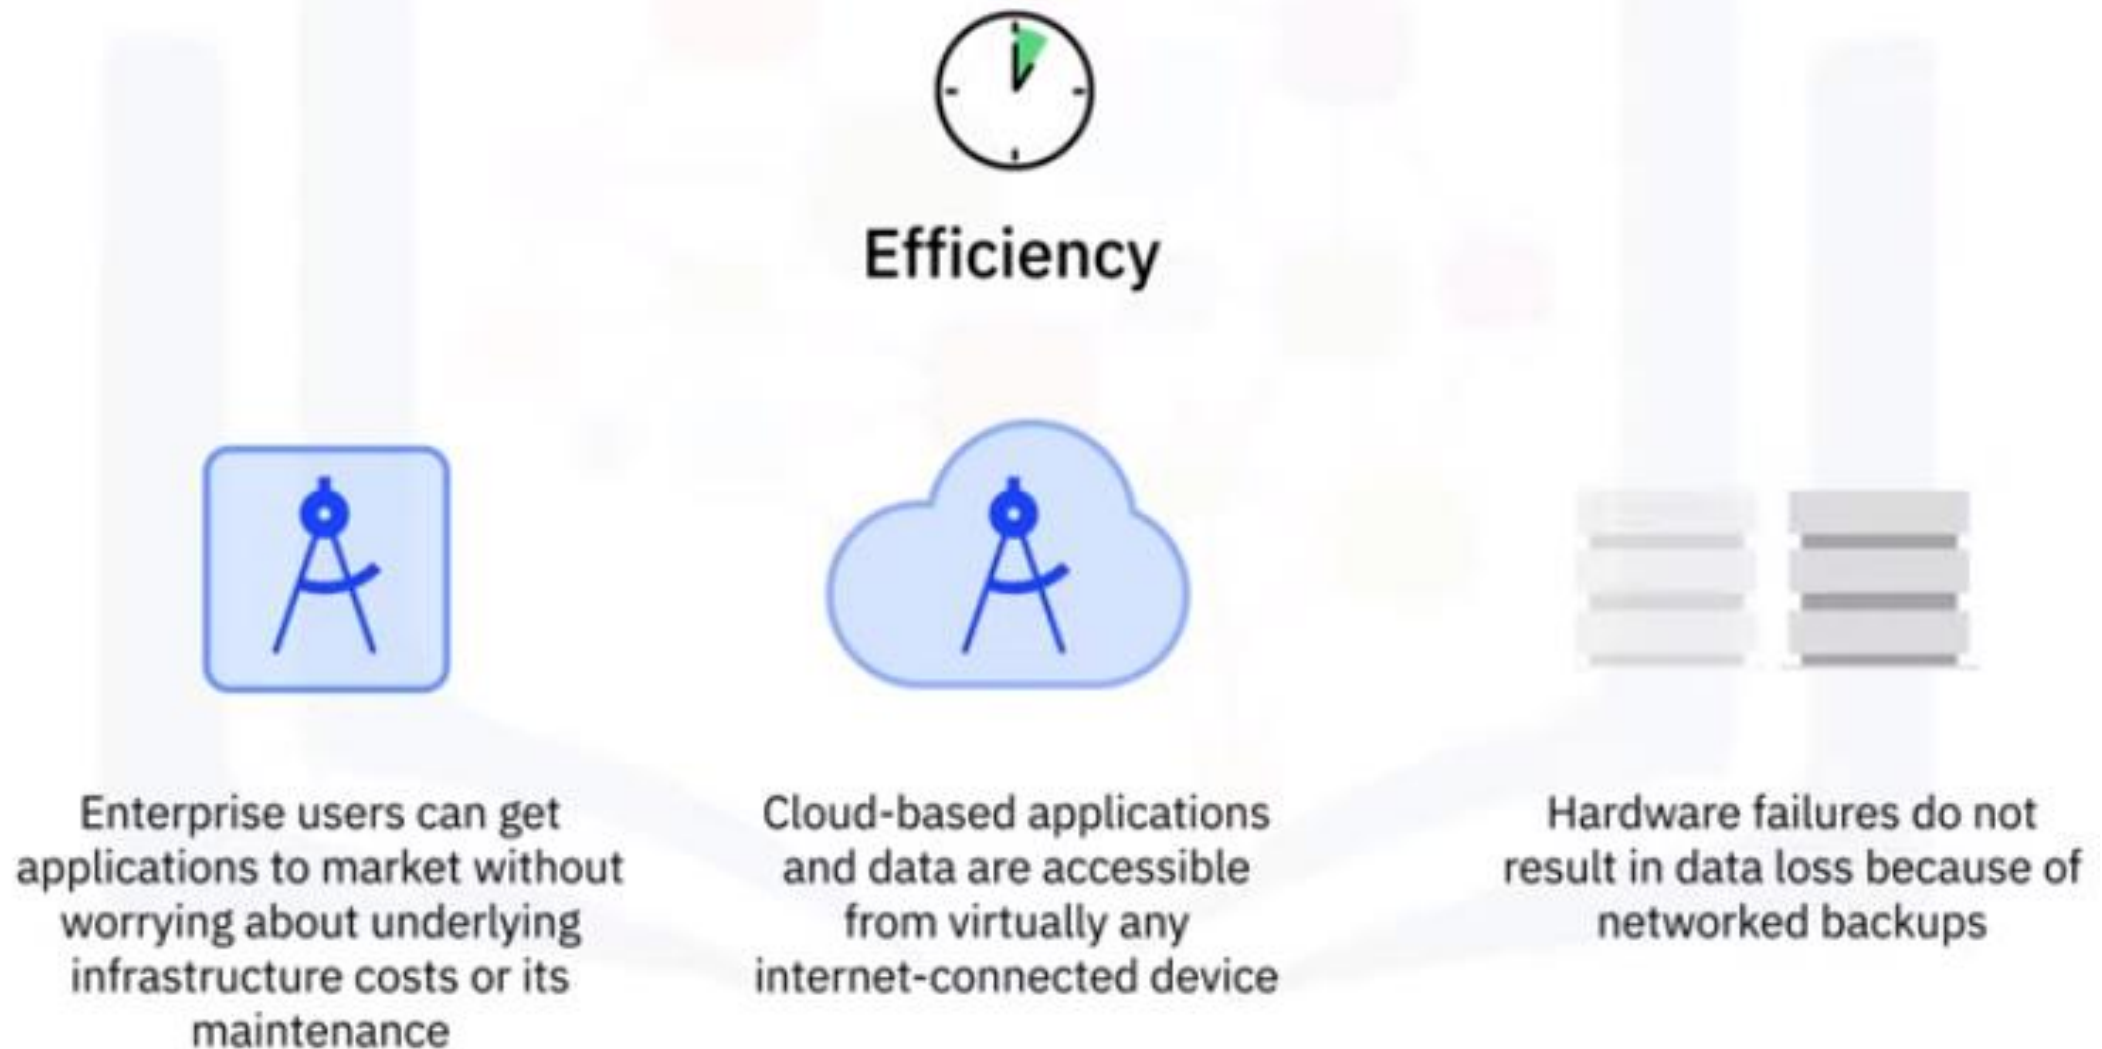 Efficiency
Enterprise users can get
applications to market without
worrying about underlying
infrastructure costs or its
maintenance
Cloud-based applications
and data are accessible
from virtually any
internet-connected device
Hardware failures do not
result in data loss because of
networked backups